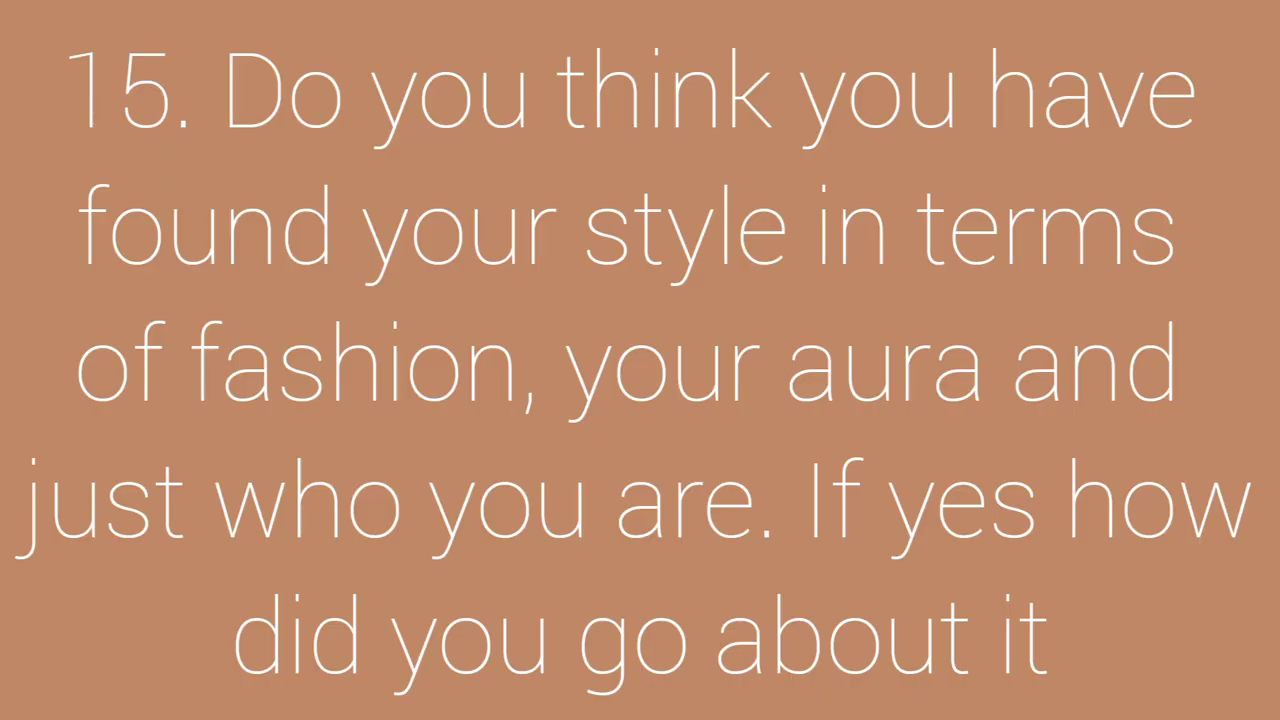 15. Do you think you have
found your style in terms
of fashion, your aura and
just who you are. If yes how
did you go about it